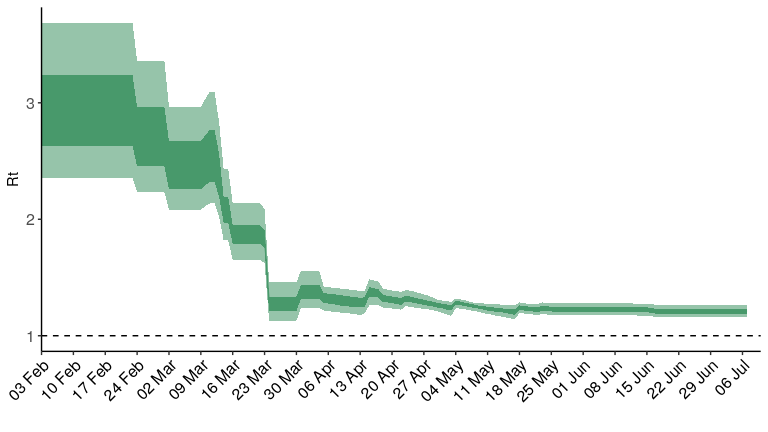 3
2
1
Rt
03 Feb
10 Feb
17 Feb
24 Feb
02 Mar
09 Mar
16 Mar
23 Mar
30 Mar
06 Apr
13 Apr
20 Apr
27 Apr
04 May
11 May
18 May
25 May
01 Jun
08 Jun
15 Jun
22 Jun
29 Jun
06 Jul